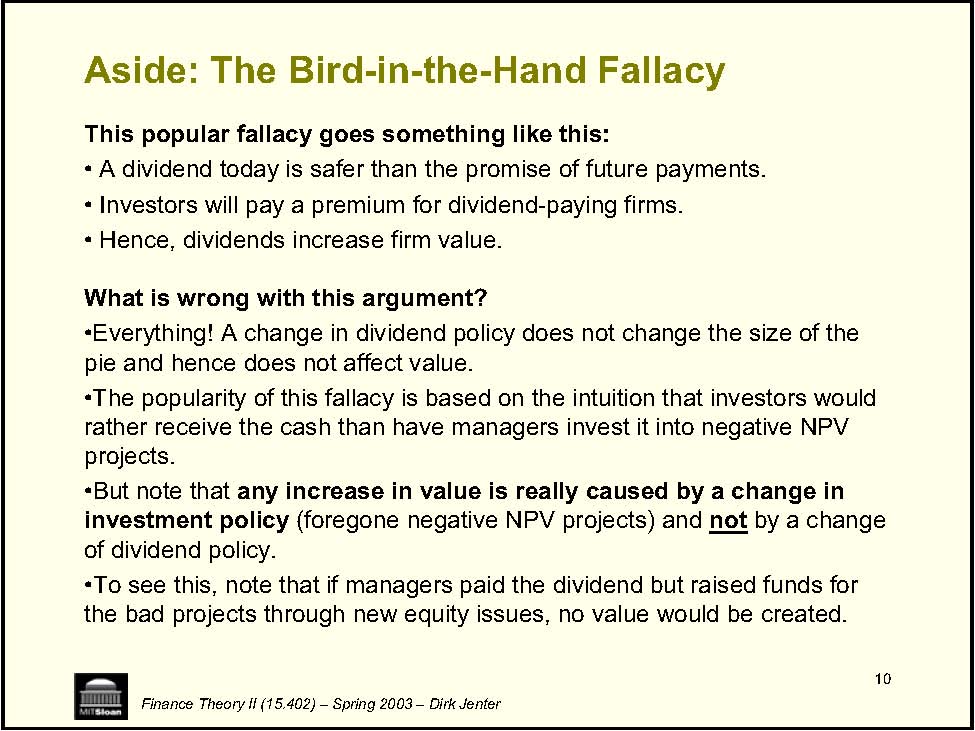 Aside: The Bird-in-the-Hand Fallacy
This popular fallacy goes something like this:
• A dividend today is safer than the promise of future payments.
• Investors will pay a premium for dividend-paying firms.
• Hence, dividends increase firm value.
What is wrong with this argument?
•Everything! A change in dividend policy does not change the size of the
pie and hence does not affect value.
•The popularity of this fallacy is based on the intuition that investors would
rather receive the cash than have managers invest it into negative NPV
projects.
•But note that any increase in value is really caused by a change in
investment policy (foregone negative NPV projects) and not by a change
of dividend policy.
•To see this, note that if managers paid the dividend but raised funds for
the bad projects through new equity issues, no value would be created.
10
MITSloan
Finance Theory II (15.402) – Spring 2003 – Dirk Jenter